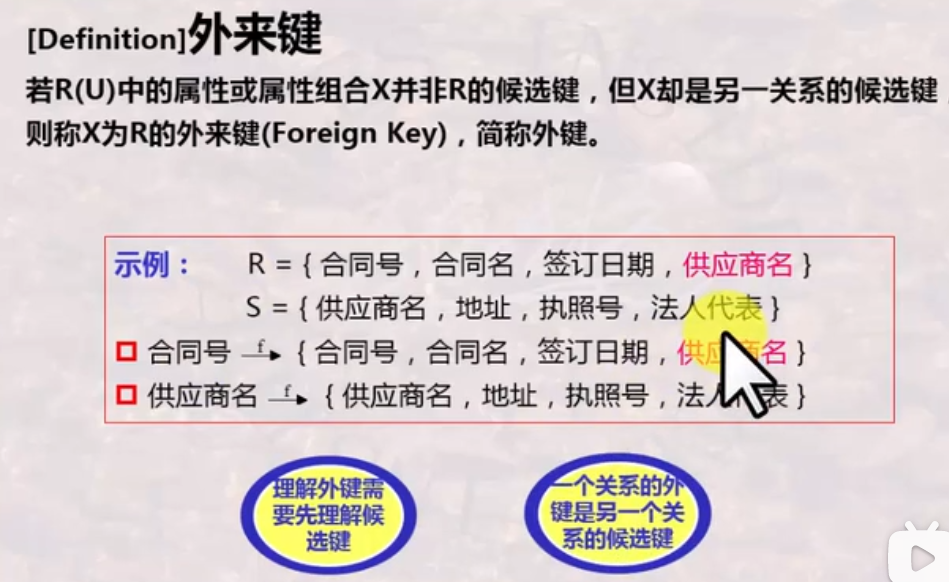 [Definition]外来键
若R(U)中的属性或属性组合X并非R的候选键，但X却是另一关系的候选键
则称X为R的外来键(Foreign Key)，简称外键。
示例： R = { 合同号，合同名，签订日期，供应商名 }
S = { 供应商名，地址，执照号，法人代表 }
合同号 f→ { 合同号，合同名，签订日期，供应商名 }
供应商名 f→ { 供应商名，地址，执照号，法人代表 }
理解外键需
要先理解候
选键
一个关系的外
键是另一个关
系的候选键